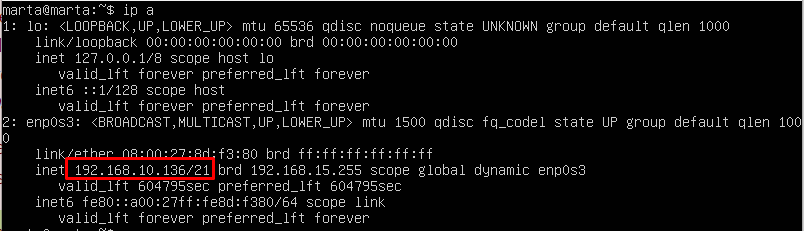 marta@marta:~$ ip a
1: lo: <LOOPBACK,UP,LOWER_UP> mtu 65536 qdisc noqueue state UNKNOWN group default qlen 1000
link/loopback 00:00:00:00:00:00 brd 00:00:00:00:00:00
inet 127.0.0.1/8 scope host lo
valid_lft forever preferred_lft forever
inet6 ::1/128 scope host
valid_lft forever preferred_lft forever
2: enp0s3: <BROADCAST,MULTICAST,UP,LOWER_UP> mtu 1500 qdisc fq_codel state UP group default qlen 100
0
link/ether 08:00:27:8d:f3:80 brd ff:ff:ff:ff:ff:ff
inet 192.168.10.136/21 brd 192.168.15.255 scope global dynamic enp0s3
valid_lft 604795sec preferred_lft 604795sec
inet6 fe80::a00:27ff:fe8d:f380/64 scope link
valid_lft forever preferred_lft forever